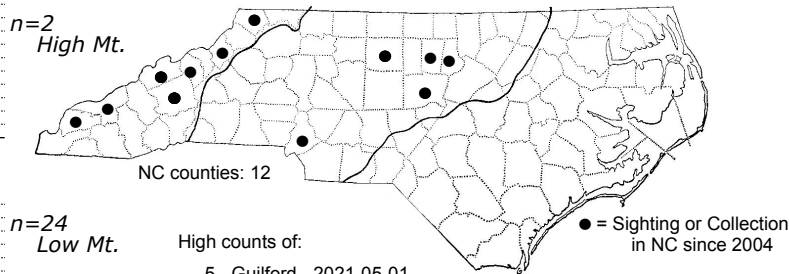 n=2
High Mt.
NC counties: 12
n=24
Low Mt.
High counts of:
5 - Guilford - 2021-05-01
● = Sighting or Collection
in NC since 2004